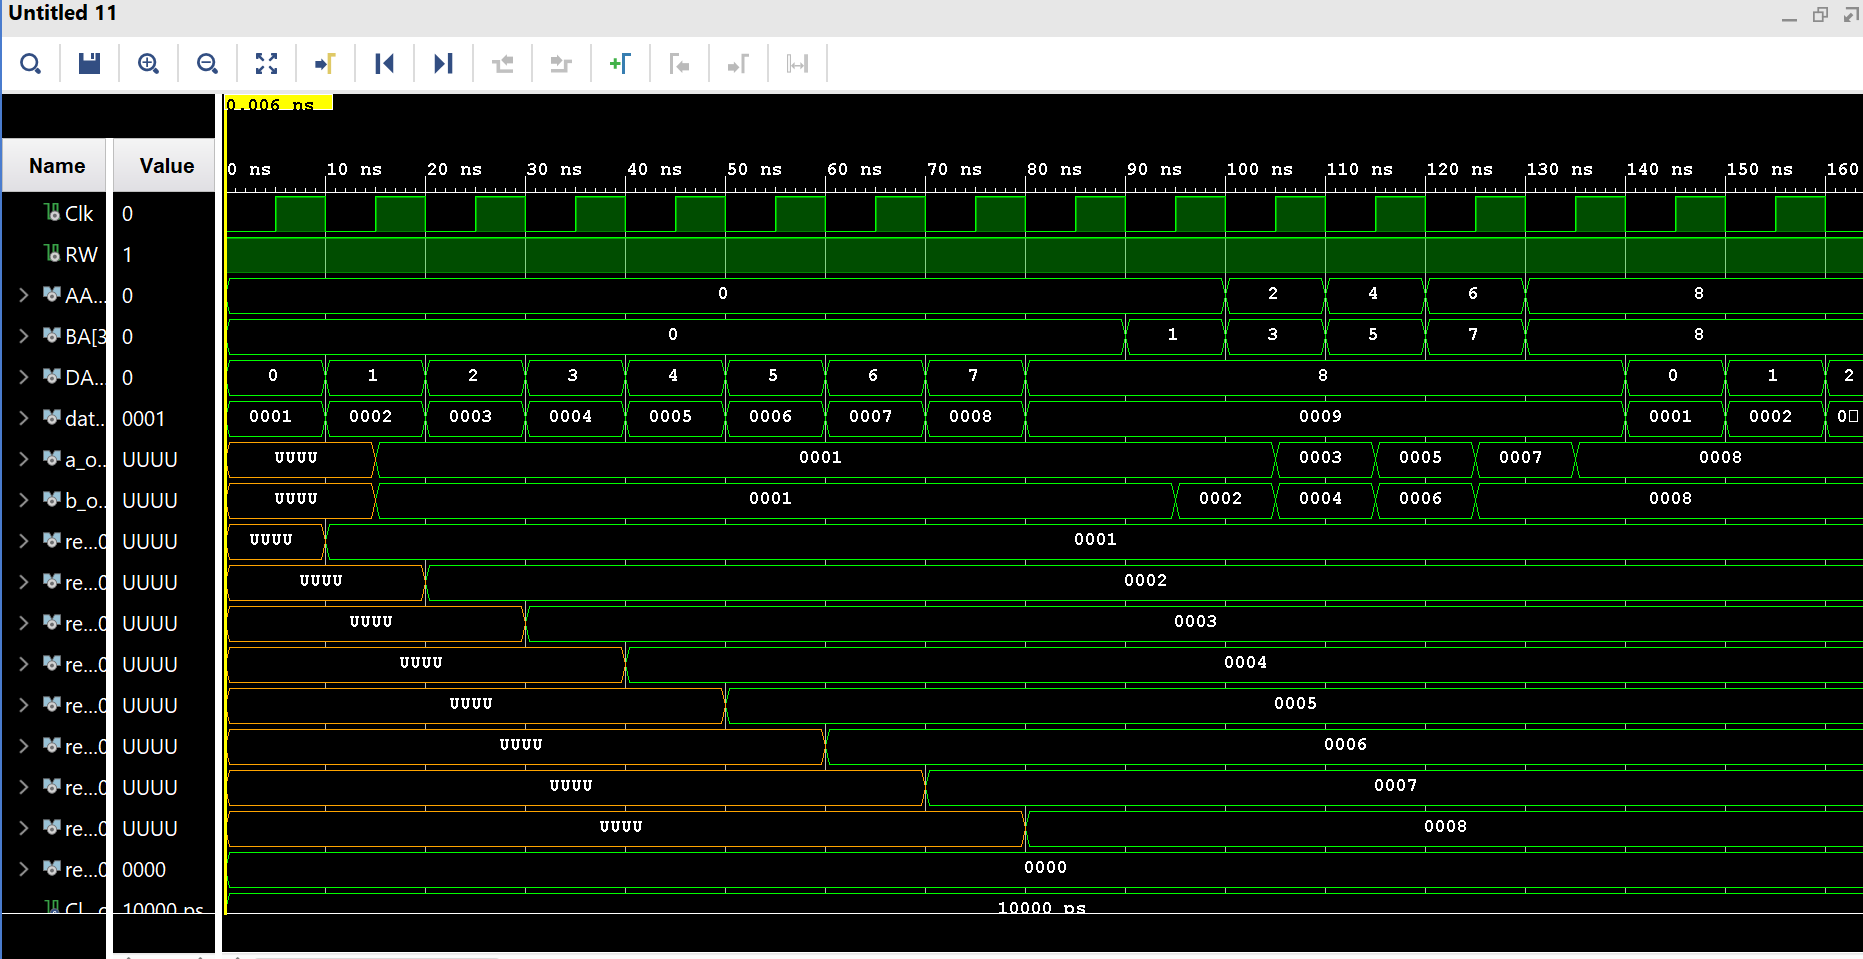 Untitled 11
0.006 ns
Name Value
0 ns 10 ns 20 ns 30 ns 40 ns 50 ns 60 ns 70 ns 80 ns 90 ns 100 ns 110 ns 120 ns 130 ns 140 ns 150 ns 160
Clk 0
RW 1
AA... 0 0 2 4 6 8
BA[3 0 0 1 3 5 7 8
DA... 0 0 1 2 3 4 5 6 7 8 0 1 2
dat... 0001 0001 0002 0003 0004 0005 0006 0007 0008 0009 0001 0002 0
a_o... UUUU UUUU 0001 0003 0005 0007 0008
b_o... UUUU UUUU 0001 0002 0004 0006 0008
re...0 UUUU UUUU 0001
re...0 UUUU UUUU 0002
re...0 UUUU UUUU 0003
re...0 UUUU UUUU 0004
re...0 UUUU UUUU 0005
re...0 UUUU UUUU 0006
re...0 UUUU UUUU 0007
re...0 UUUU UUUU 0008
re...0 0000 0000
10000 ps 10000 ps